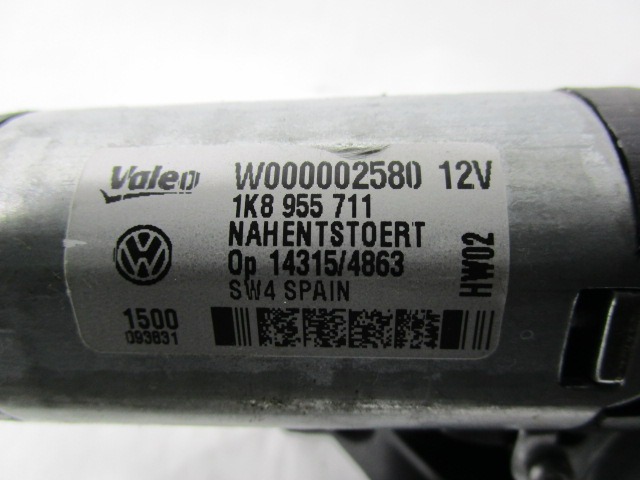 Valeo W000002580 12V
1K8 955 711
NAHENTSTOERT
Op 14315/4863
SW4 SPAIN
HW02
1500
093831